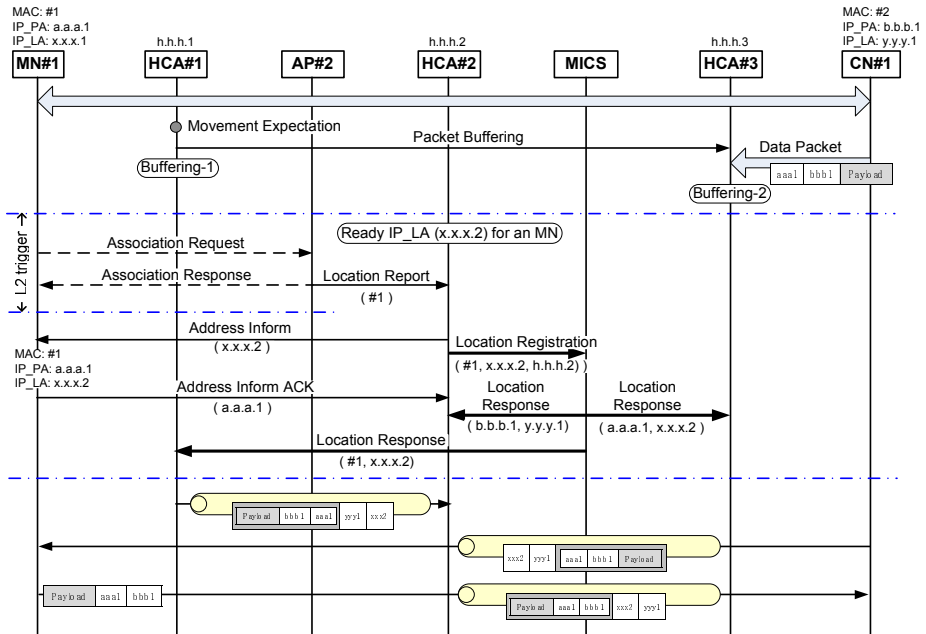 MAC: #1
IP_PA: a.a.a.1
IP_LA: x.x.x.1
MAC: #2
IP_PA: b.b.b.1
IP_LA: y.y.y.1
h.h.h.1
h.h.h.2
h.h.h.3
MN#1
HCA#1
AP#2
HCA#2
MICS
HCA#3
CN#1
Movement Expectation
Packet Buffering
Data Packet
Buffering-1
aaa1 bbb1 Payload
Buffering-2
L2 trigger
Ready IP_LA (x.x.x.2) for an MN
Association Request
Association Response
Location Report
( #1 )
Address Inform
( x.x.x.2 )
Location Registration
( #1, x.x.x.2, h.h.h.2) )
MAC: #1
IP_PA: a.a.a.1
IP_LA: x.x.x.2
Address Inform ACK
( a.a.a.1 )
Location
Response
( b.b.b.1, y.y.y.1)
Location
Response
( a.a.a.1, x.x.x.2 )
Location Response
( #1, x.x.x.2)
Payload bbb1 aaa1 yyy1 xxx2
xxx2 yyy1 aaa1 bbb1 Payload
Payload aaa1 bbb1
Payload aaa1 bbb1 xxx2 yyy1